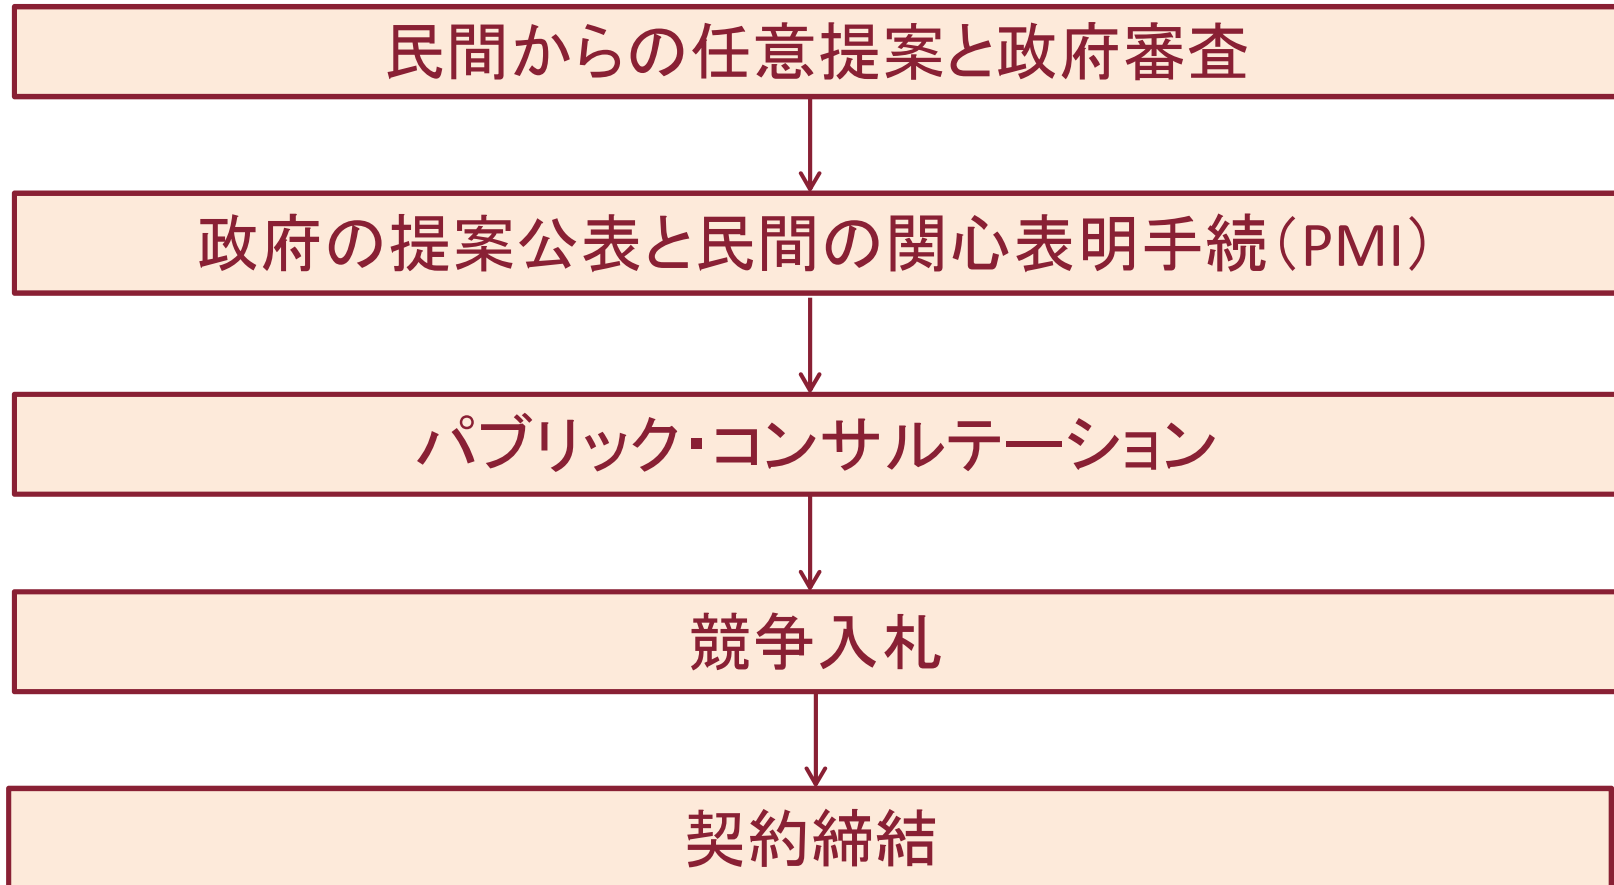 民間からの任意提案と政府審査
政府の提案公表と民間の関心表明手続(PMI)
パブリック・コンサルテーション
競争入札
契約締結